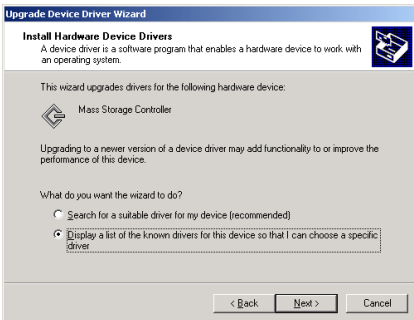 Upgrade Device Driver Wizard
Install Hardware Device Drivers
A device driver is a software program that enables a hardware device to work with
an operating system.
This wizard upgrades drivers for the following hardware device:
Mass Storage Controller
Upgrading to a newer version of a device driver may add functionality to or improve the
performance of this device.
What do you want the wizard to do?
Search for a suitable driver for my device (recommended)
Display a list of the known drivers for this device so that I can choose a specific
driver
< Back Next > Cancel